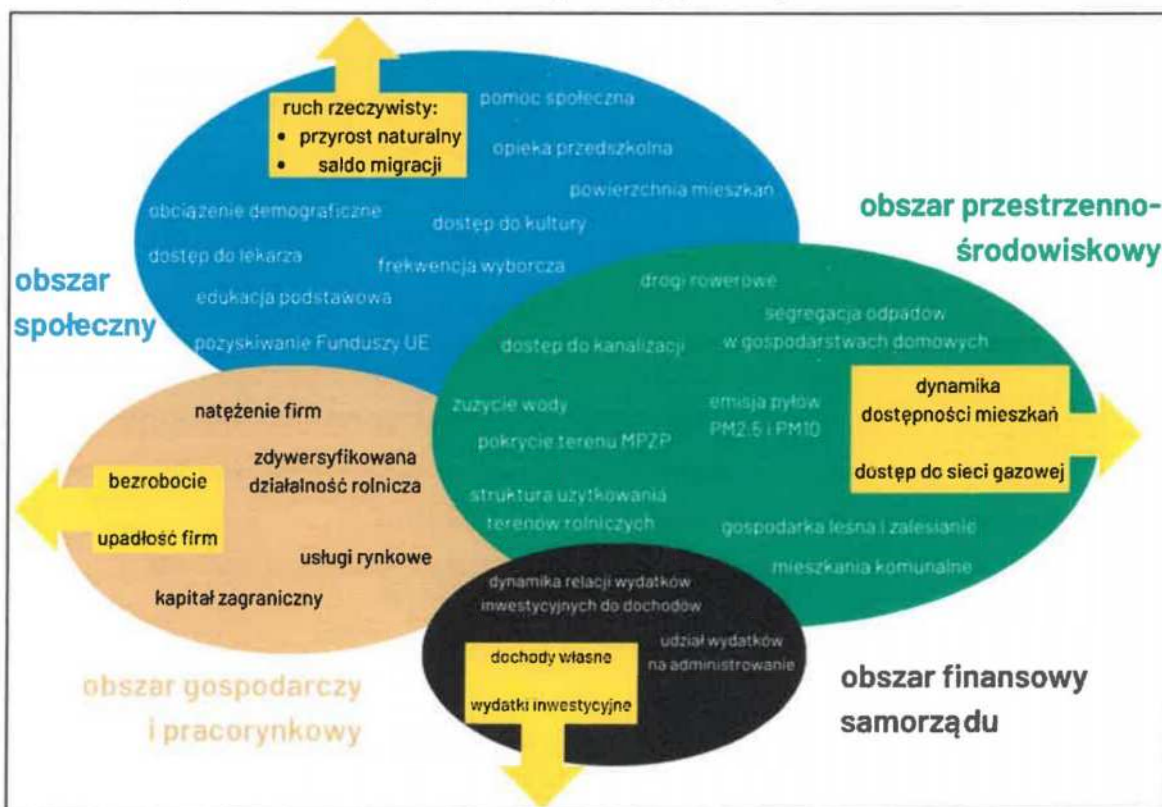 ruch rzeczywisty:
• przyrost naturalny
• saldo migracji
pomoc społeczna
opieka przedszkolna
powierzchnia mieszkań
obciążenie demograficzne
dostęp do kultury
dostęp do lekarza
frekwencja wyborcza
edukacja podstawowa
pozyskiwanie Funduszy UE
obszar
społeczny
obszar przestrzenno-
środowiskowy
drogi rowerowe
segregacja odpadów
w gospodarstwach domowych
dostęp do kanalizacji
zużycie wody
emisja pyłów
PM2.5 i PM10
pokrycie terenu MPZP
dynamika
dostępności mieszkań
dostęp do sieci gazowej
struktura użytkowania
terenów rolniczych
gospodarka leśna i zalesianie
mieszkania komunalne
natężenie firm
zdywersyfikowana
działalność rolnicza
bezrobocie
upadłość firm
usługi rynkowe
kapitał zagraniczny
obszar gospodarczy
i pracorynkowy
dynamika relacji wydatków
inwestycyjnych do dochodów
udział wydatków
na administrowanie
dochody własne
wydatki inwestycyjne
obszar finansowy
samorządu